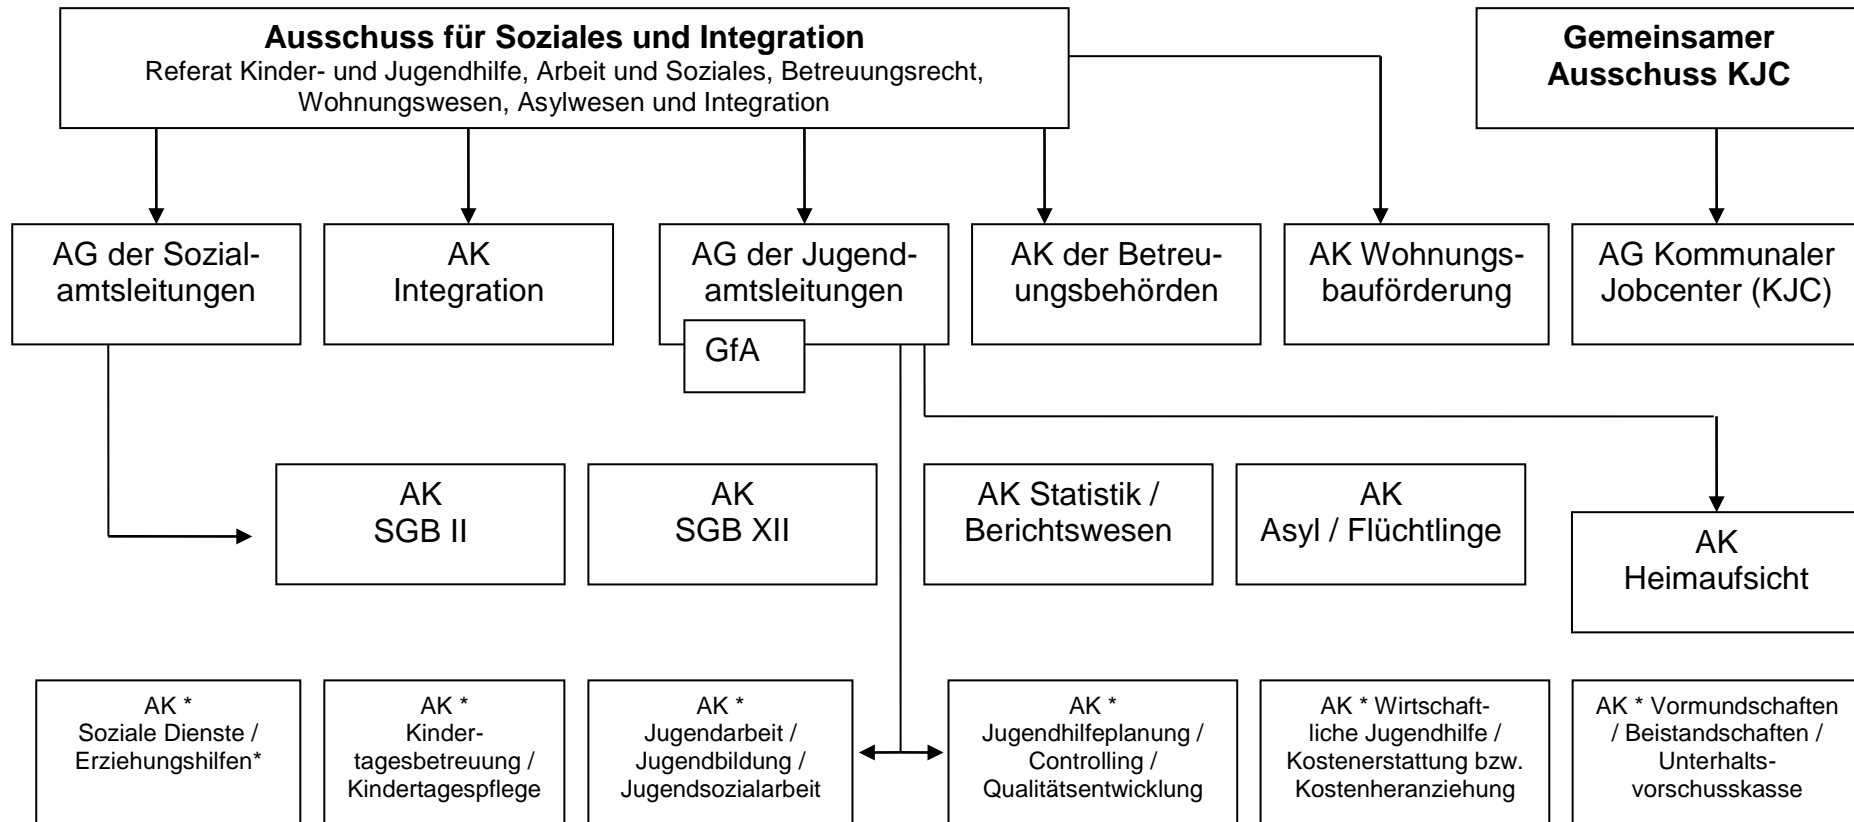 Ausschuss für Soziales und Integration
Referat Kinder- und Jugendhilfe, Arbeit und Soziales, Betreuungsrecht,
Wohnungswesen, Asylwesen und Integration
Gemeinsamer
Ausschuss KJC
AG der Sozial-
amtsleitungen
AK
Integration
AG der Jugend-
amtsleitungen
GfA
AK der Betreu-
ungsbehörden
AK Wohnungs-
bauförderung
AG Kommunaler
Jobcenter (KJC)
AK
SGB II
AK
SGB XII
AK Statistik /
Berichtswesen
AK
Asyl / Flüchtlinge
AK
Heimaufsicht
AK *
Soziale Dienste /
Erziehungshilfen*
AK *
Kinder-
tagesbetreuung /
Kindertagespflege
AK *
Jugendarbeit /
Jugendbildung /
Jugendsozialarbeit
AK *
Jugendhilfeplanung /
Controlling /
Qualitätsentwicklung
AK * Wirtschaft-
liche Jugendhilfe /
Kostenerstattung bzw.
Kostenheranziehung
AK * Vormundschaften
/ Beistandschaften /
Unterhalts-
vorschusskasse